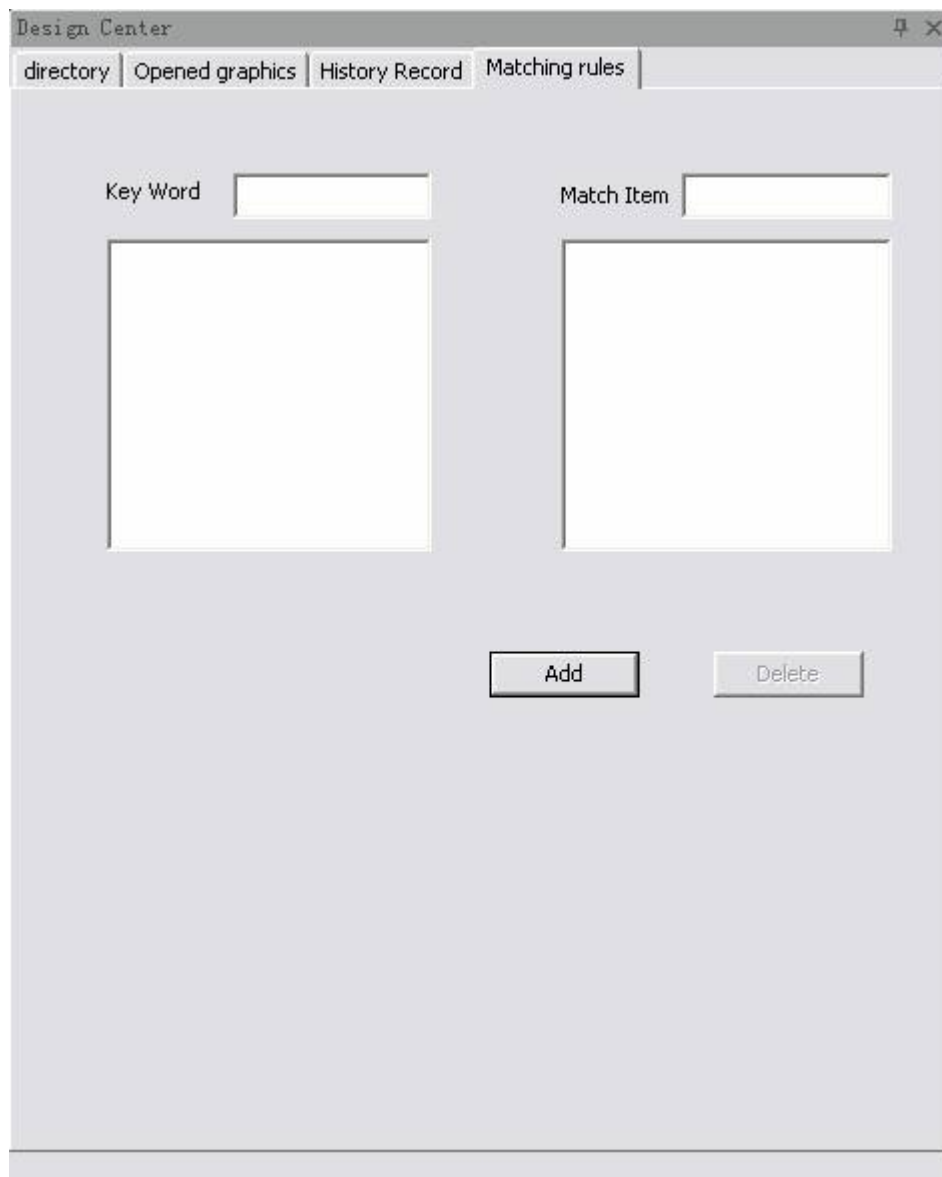 Design Center
directory Opened graphics History Record Matching rules
Key Word Match Item
Add Delete